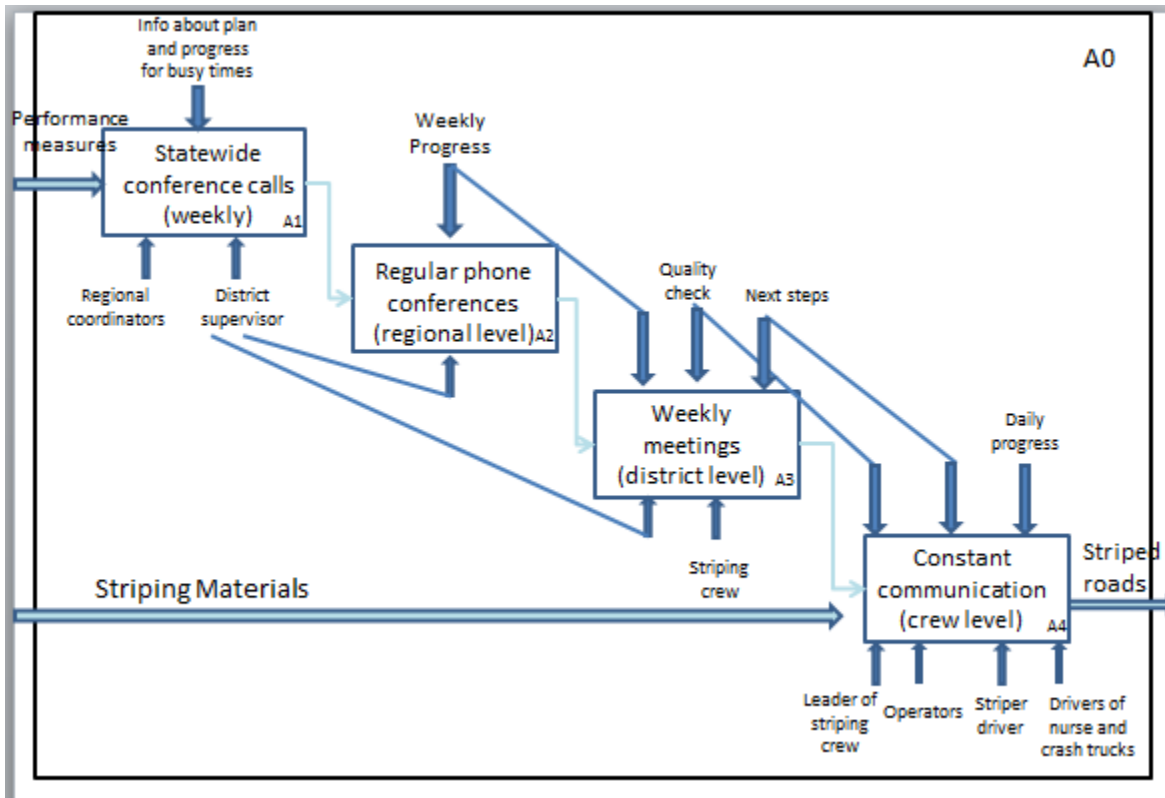 Info about plan
and progress
for busy times
A0
Performance
measures
Statewide
conference calls
(weekly)
A1
Weekly
Progress
Regional
coordinators
District
supervisor
Regular phone
conferences
(regional level)
A2
Quality
check
Next steps
Weekly
meetings
(district level)
A3
Daily
progress
Striping
crew
Striping Materials
Constant
communication
(crew level)
A4
Striped
roads
Leader of
striping
crew
Operators
Striper
driver
Drivers of
nurse and
crash trucks